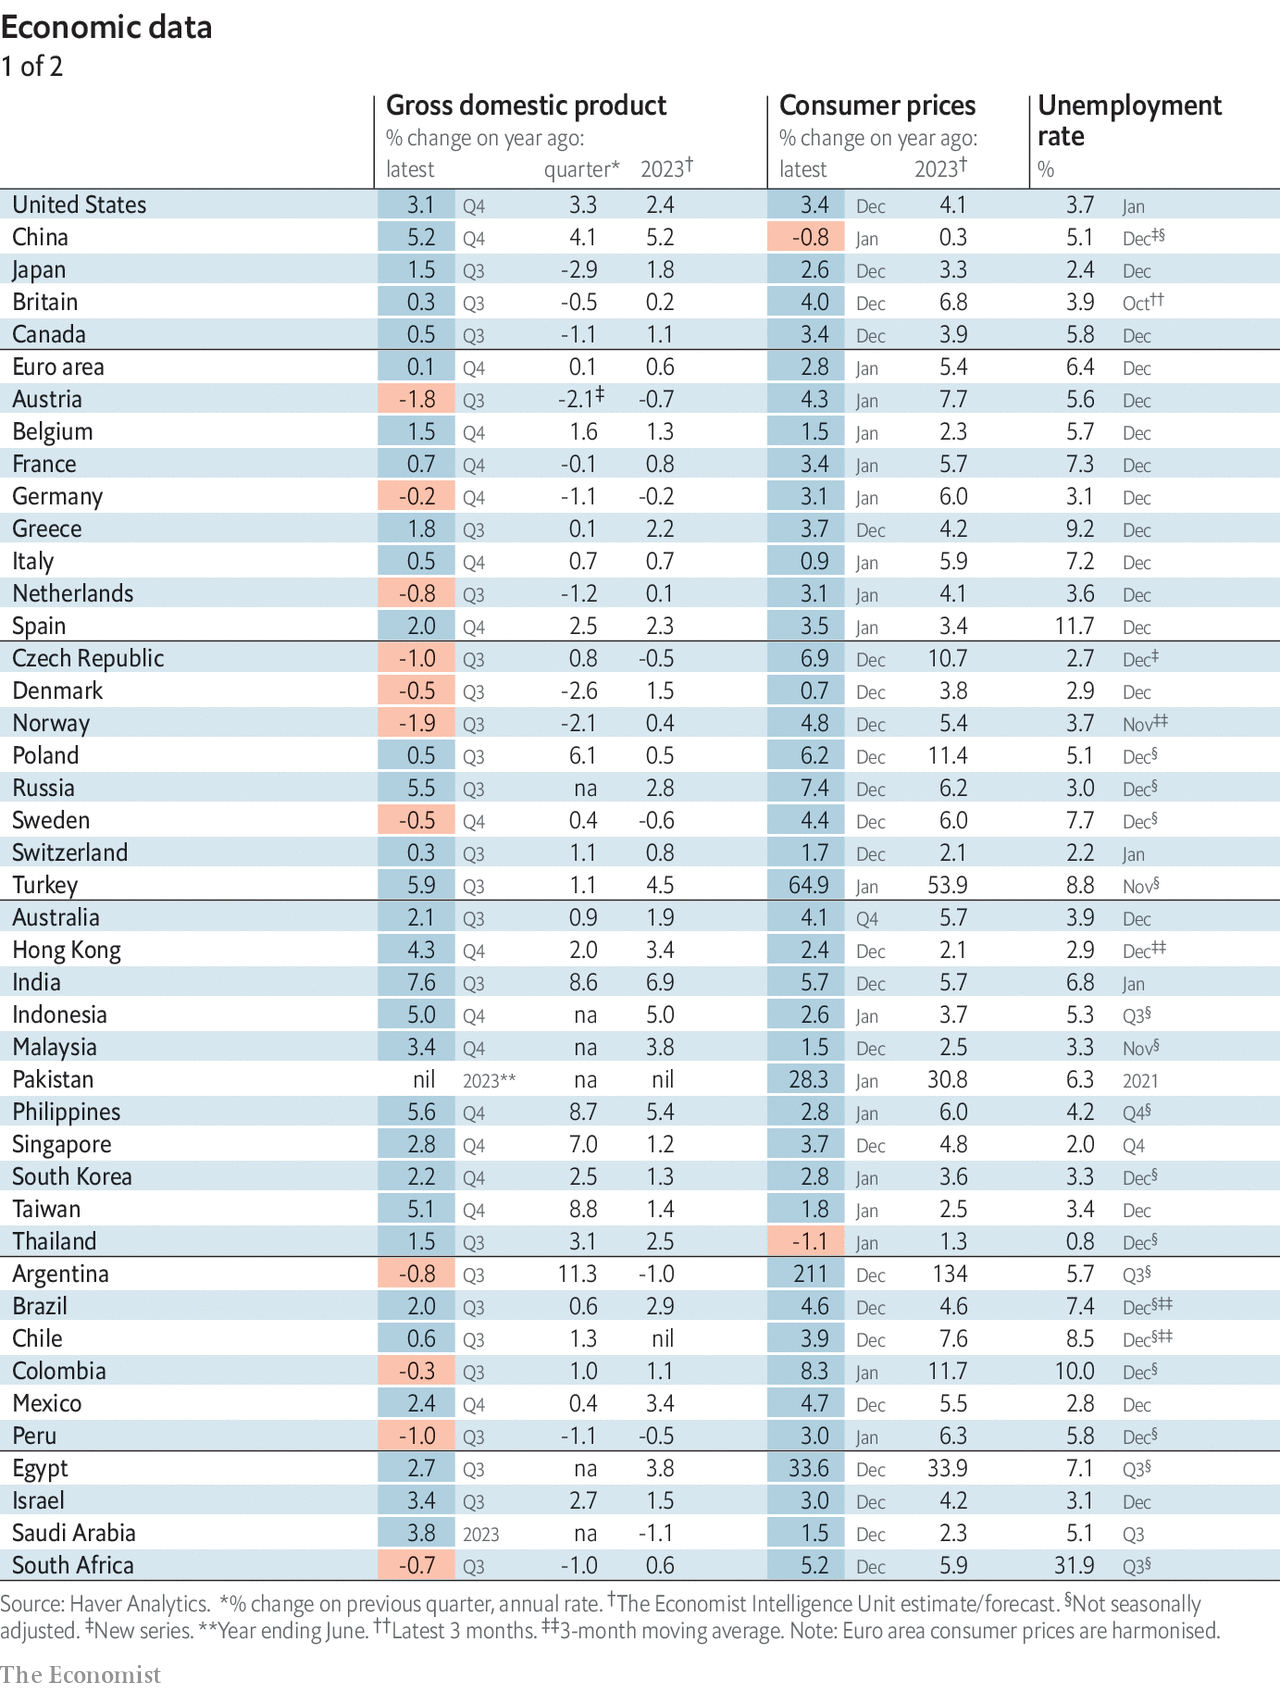 Economic data
1 of 2
Gross domestic product Consumer prices Unemployment
% change on year ago: % change on year ago: rate
latest quarter* 2023† latest 2023† %
United States 3.1 Q4 3.3 2.4 3.4 Dec 4.1 3.7 Jan
China 5.2 Q4 4.1 5.2 -0.8 Jan 0.3 5.1 Dec‡§
Japan 1.5 Q3 -2.9 1.8 2.6 Dec 3.3 2.4 Dec
Britain 0.3 Q3 -0.5 0.2 4.0 Dec 6.8 3.9 Oct††
Canada 0.5 Q3 -1.1 1.1 3.4 Dec 3.9 5.8 Dec
Euro area 0.1 Q4 0.1 0.6 2.8 Jan 5.4 6.4 Dec
Austria -1.8 Q3 -2.1‡ -0.7 4.3 Jan 7.7 5.6 Dec
Belgium 1.5 Q4 1.6 1.3 1.5 Jan 2.3 5.7 Dec
France 0.7 Q4 -0.1 0.8 3.4 Jan 5.7 7.3 Dec
Germany -0.2 Q4 -1.1 -0.2 3.1 Jan 6.0 3.1 Dec
Greece 1.8 Q3 0.1 2.2 3.7 Dec 4.2 9.2 Dec
Italy 0.5 Q4 0.7 0.7 0.9 Jan 5.9 7.2 Dec
Netherlands -0.8 Q3 -1.2 0.1 3.1 Jan 4.1 3.6 Dec
Spain 2.0 Q4 2.5 2.3 3.5 Jan 3.4 11.7 Dec
Czech Republic -1.0 Q3 0.8 -0.5 6.9 Dec 10.7 2.7 Dec‡
Denmark -0.5 Q3 -2.6 1.5 0.7 Dec 3.8 2.9 Dec
Norway -1.9 Q3 -2.1 0.4 4.8 Dec 5.4 3.7 Nov‡‡
Poland 0.5 Q3 6.1 0.5 6.2 Dec 11.4 5.1 Dec§
Russia 5.5 Q3 na 2.8 7.4 Dec 6.2 3.0 Dec§
Sweden -0.5 Q4 0.4 -0.6 4.4 Dec 6.0 7.7 Dec§
Switzerland 0.3 Q3 1.1 0.8 1.7 Dec 2.1 2.2 Jan
Turkey 5.9 Q3 1.1 4.5 64.9 Jan 53.9 8.8 Nov§
Australia 2.1 Q3 0.9 1.9 4.1 Q4 5.7 3.9 Dec
Hong Kong 4.3 Q4 2.0 3.4 2.4 Dec 2.1 2.9 Dec‡‡
India 7.6 Q3 8.6 6.9 5.7 Dec 5.7 6.8 Jan
Indonesia 5.0 Q4 na 5.0 2.6 Jan 3.7 5.3 Q3§
Malaysia 3.4 Q4 na 3.8 1.5 Dec 2.5 3.3 Nov§
Pakistan nil 2023** na nil 28.3 Jan 30.8 6.3 2021
Philippines 5.6 Q4 8.7 5.4 2.8 Jan 6.0 4.2 Q4§
Singapore 2.8 Q4 7.0 1.2 3.7 Dec 4.8 2.0 Q4
South Korea 2.2 Q4 2.5 1.3 2.8 Jan 3.6 3.3 Dec§
Taiwan 5.1 Q4 8.8 1.4 1.8 Jan 2.5 3.4 Dec
Thailand 1.5 Q3 3.1 2.5 -1.1 Jan 1.3 0.8 Dec§
Argentina -0.8 Q3 11.3 -1.0 211 Dec 134 5.7 Q3§
Brazil 2.0 Q3 0.6 2.9 4.6 Dec 4.6 7.4 Dec§‡‡
Chile 0.6 Q3 1.3 nil 3.9 Dec 7.6 8.5 Dec§‡‡
Colombia -0.3 Q3 1.0 1.1 8.3 Jan 11.7 10.0 Dec§
Mexico 2.4 Q4 0.4 3.4 4.7 Dec 5.5 2.8 Dec
Peru -1.0 Q3 -1.1 -0.5 3.0 Jan 6.3 5.8 Dec§
Egypt 2.7 Q3 na 3.8 33.6 Dec 33.9 7.1 Q3§
Israel 3.4 Q3 2.7 1.5 3.0 Dec 4.2 3.1 Dec
Saudi Arabia 3.8 2023 na -1.1 1.5 Dec 2.3 5.1 Q3
South Africa -0.7 Q3 -1.0 0.6 5.2 Dec 5.9 31.9 Q3§
Source: Haver Analytics. *% change on previous quarter, annual rate. †The Economist Intelligence Unit estimate/forecast. §Not seasonally
adjusted. ‡New series. **Year ending June. ††Latest 3 months. ‡‡3-month moving average. Note: Euro area consumer prices are harmonised.
The Economist